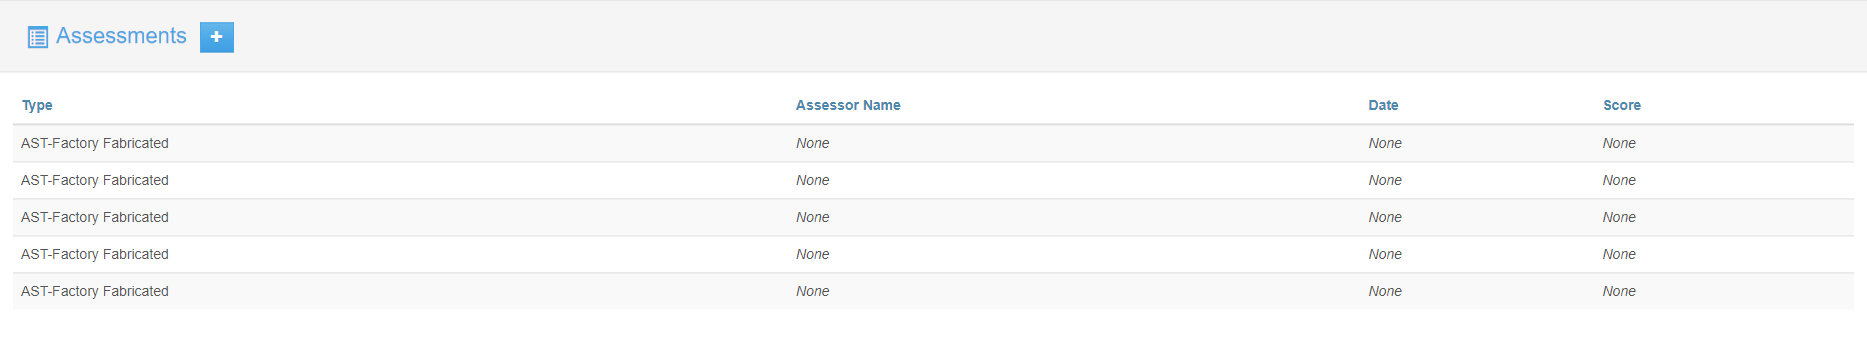 Assessments +
Type Assessor Name Date Score
AST-Factory Fabricated None None None
AST-Factory Fabricated None None None
AST-Factory Fabricated None None None
AST-Factory Fabricated None None None
AST-Factory Fabricated None None None